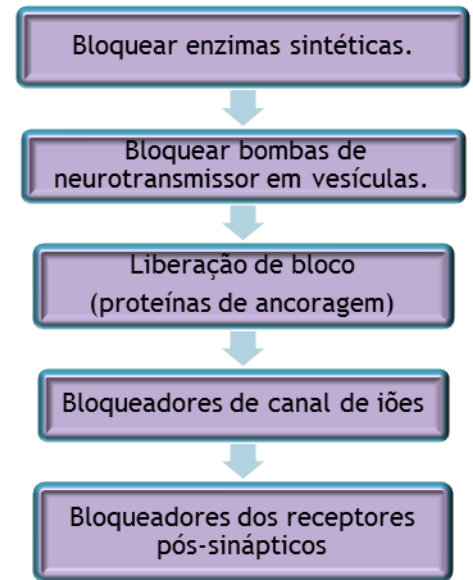 Bloquear enzimas sintéticas.
Bloquear bombas de
neurotransmissor em vesículas.
Liberação de bloco
(proteínas de ancoragem)
Bloqueadores de canal de iões
Bloqueadores dos receptores
pós-sinápticos